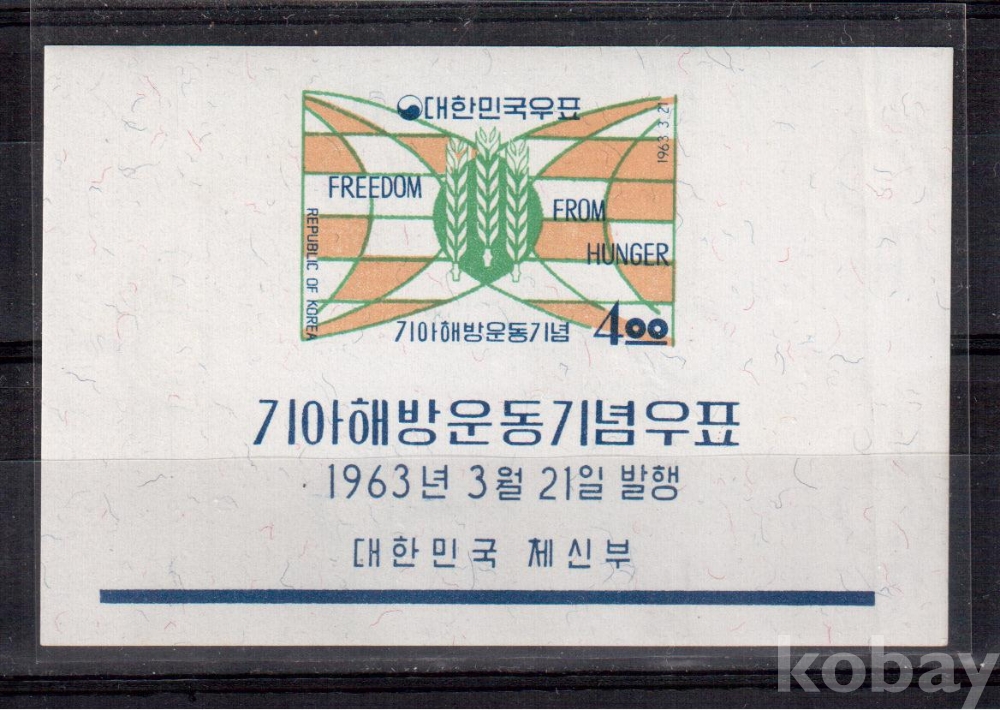 대한민국우표
1963 3.21
FREEDOM
FROM
HUNGER
REPUBLIC OF KOREA
기아해방운동기념 4.00
기아해방운동기념우표
1963년 3월 21일 발행
대한민국 체신부
kobay